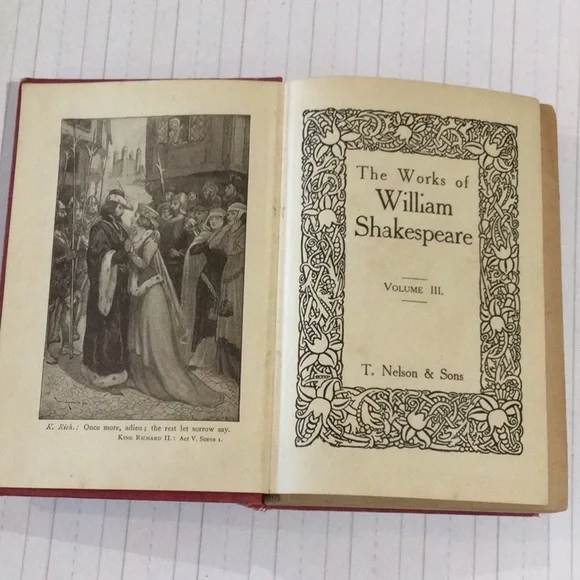 K. Rich.: Once more, adieu; the rest let sorrow say.
KING RICHARD II.: Act V. Scene 1.
The Works of
William
Shakespeare
VOLUME III.
T. Nelson & Sons